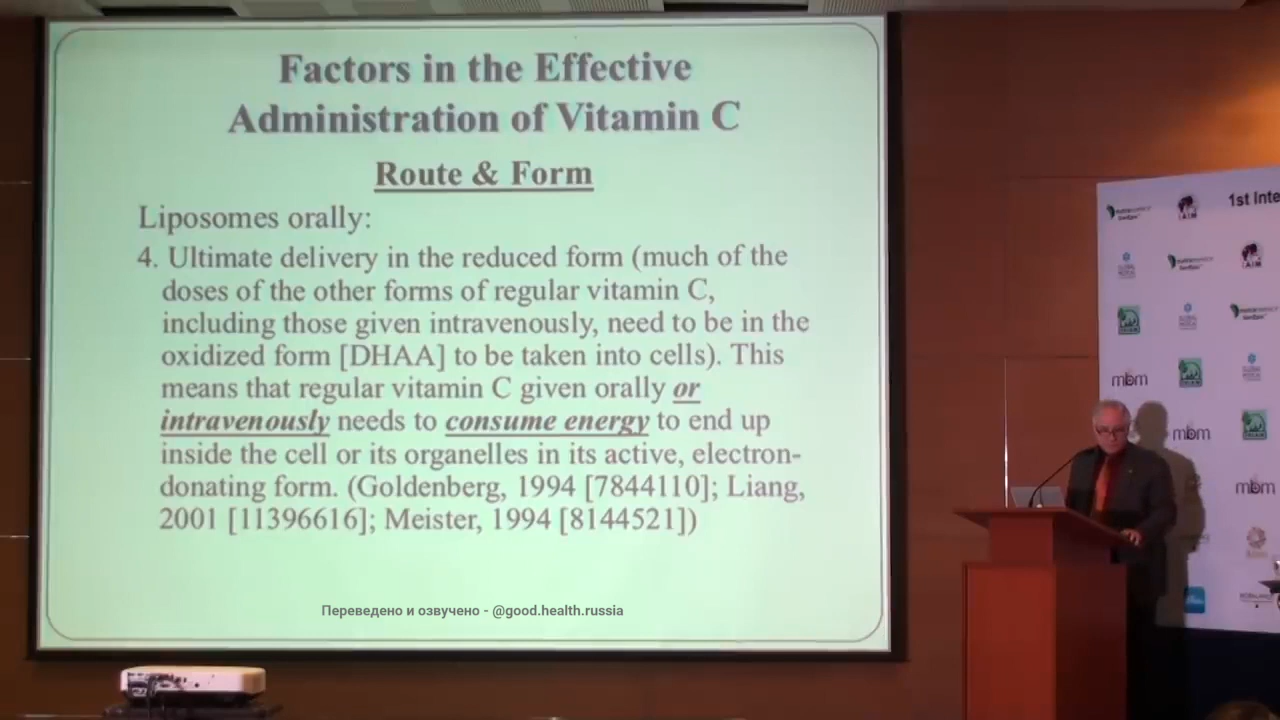 Factors in the Effective
Administration of Vitamin C
Route & Form
Liposomes orally:
4. Ultimate delivery in the reduced form (much of the
doses of the other forms of regular vitamin C,
including those given intravenously, need to be in the
oxidized form [DHAA] to be taken into cells). This
means that regular vitamin C given orally or
intravenously needs to consume energy to end up
inside the cell or its organelles in its active, electron-
donating form. (Goldenberg, 1994 [7844110]; Liang,
2001 [11396616]; Meister, 1994 [8144521])
Переведено и озвучено - @good.health.russia
1st Inte
AIM
AIM
mbm
mbm
mbm